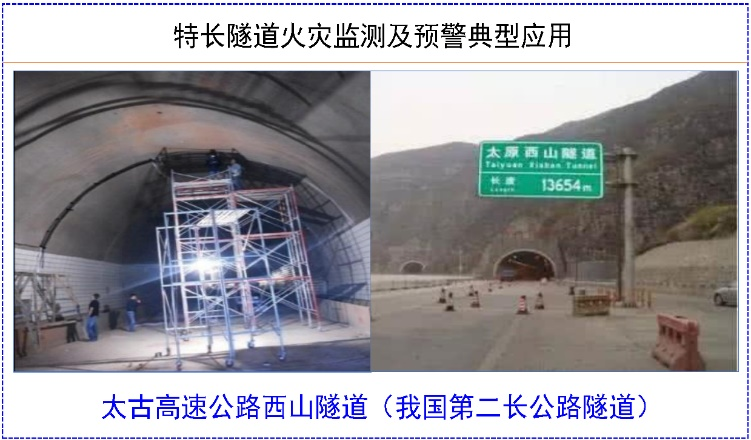 特长隧道火灾监测及预警典型应用
太原西山隧道
Taiyuan Xishan Tunnel
长度
Length
13654m
太古高速公路西山隧道（我国第二长公路隧道）